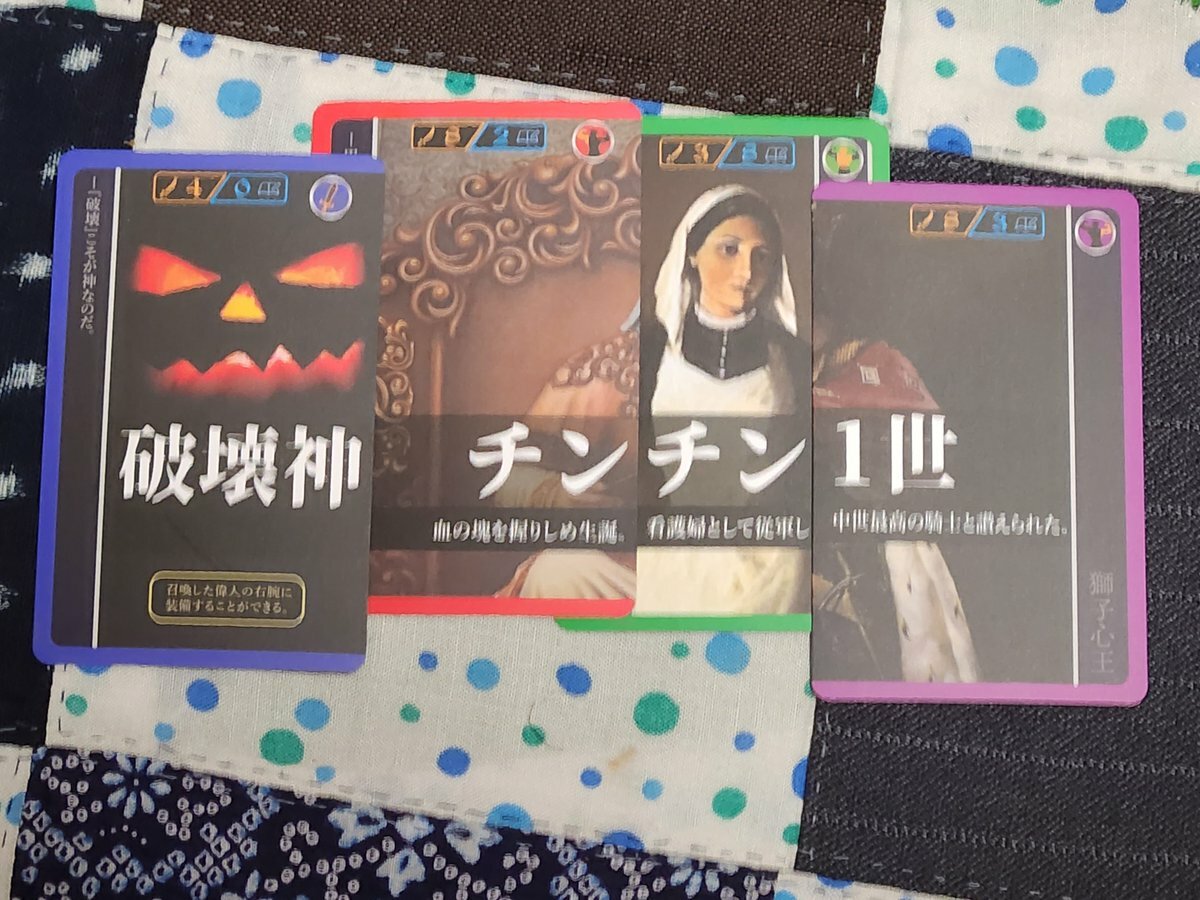 ―『破壊』こそが神なのだ。
4/0
破壊神
召喚した偉人の右腕に
装備することができる。
チン
血の塊を握りしめ生誕。
チン
看護婦として従軍し
1世
中世最高の騎士と讃えられた。
獅子心王